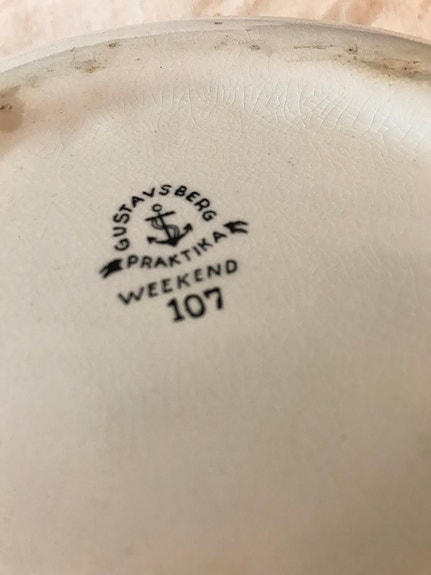 GUSTAVSBERG
PRAKTIKA
WEEKEND
107